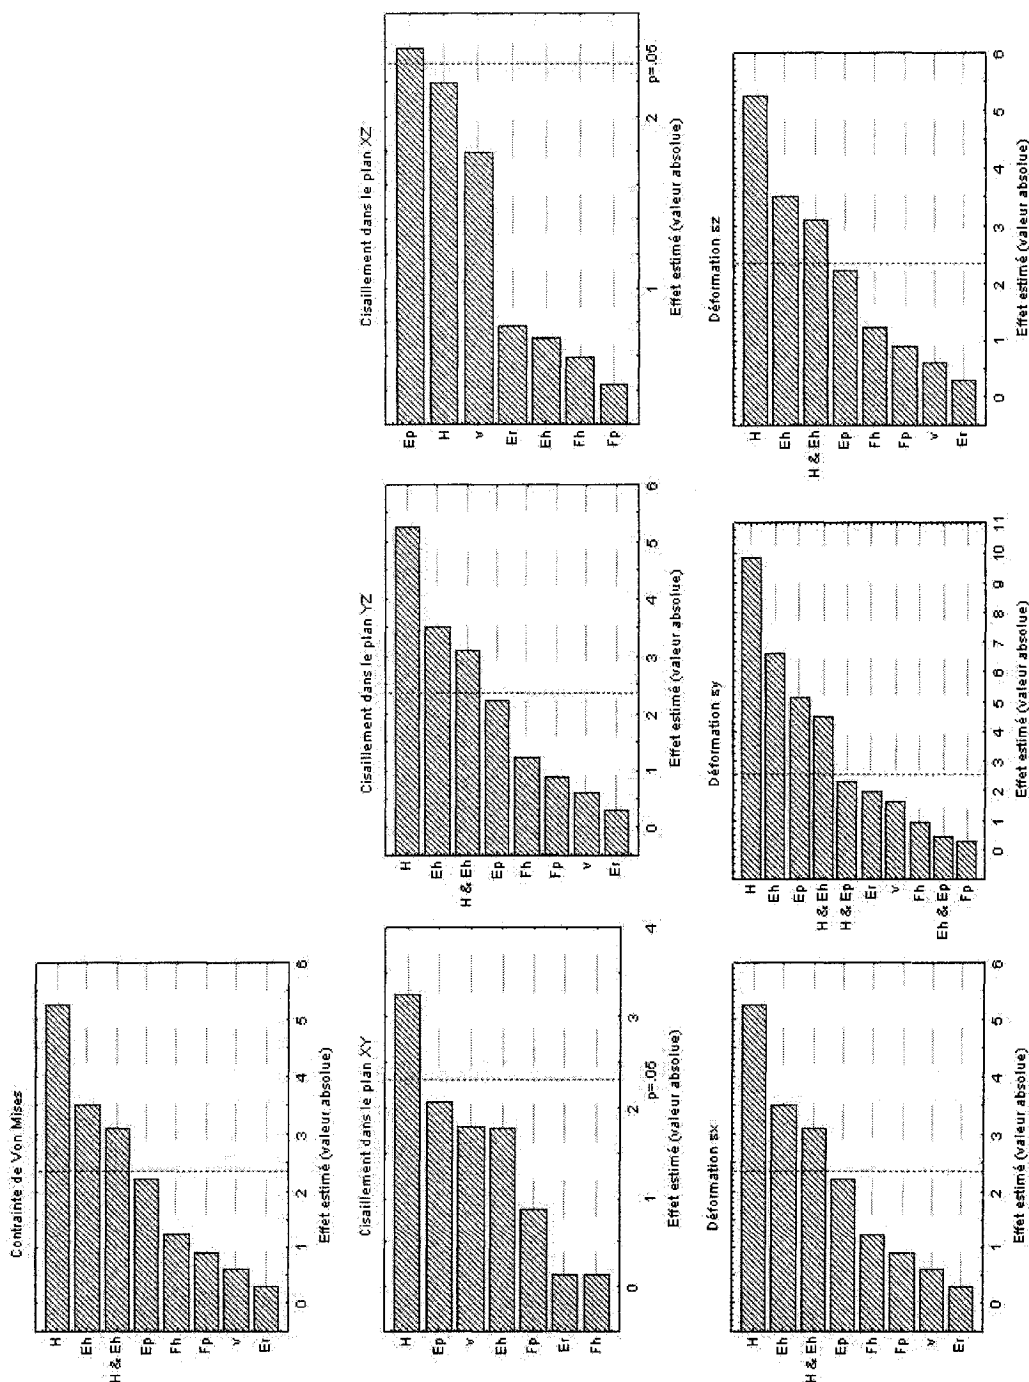 Contrainte de Von Mises
H
Eh
H & Eh
Ep
Fh
Fp
v
Er
0 1 2 3 4 5 6
Effet estimé (valeur absolue)
Cisaillement dans le plan XY
H
Ep
v
Eh
Fp
Er
Fh
0 1 2 p=.05 3 4
Effet estimé (valeur absolue)
Cisaillement dans le plan YZ
H
Eh
H & Eh
Ep
Fh
Fp
v
Er
0 1 2 3 4 5 6
Effet estimé (valeur absolue)
Cisaillement dans le plan XZ
Ep
H
v
Er
Eh
Fh
Fp
1 2 p=.05
Effet estimé (valeur absolue)
Déformation εx
H
Eh
H & Eh
Ep
Fh
Fp
v
Er
0 1 2 3 4 5 6
Effet estimé (valeur absolue)
Déformation εy
H
Eh
Ep
H & Eh
H & Ep
Er
v
Fh
Eh & Ep
Fp
0 1 2 3 4 5 6 7 8 9 10 11
Effet estimé (valeur absolue)
Déformation εz
H
Eh
H & Eh
Ep
Fh
Fp
v
Er
0 1 2 3 4 5 6
Effet estimé (valeur absolue)